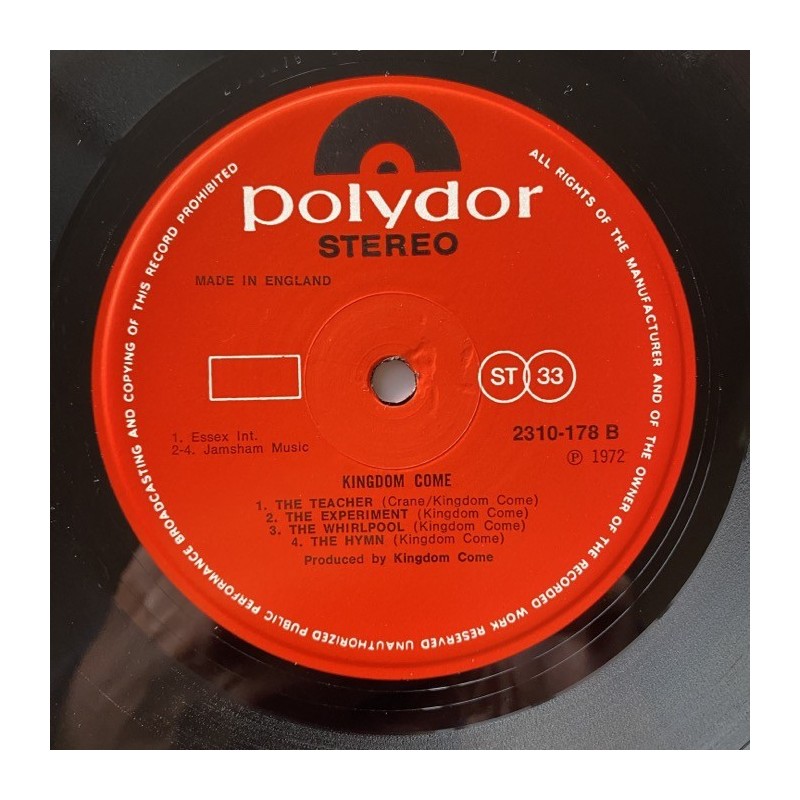 polydor
STEREO
MADE IN ENGLAND
ST 33
1. Essex Int.
2-4. Jamsham Music
2310-178 B
℗ 1972
KINGDOM COME
1. THE TEACHER (Crane/Kingdom Come)
2. THE EXPERIMENT (Kingdom Come)
3. THE WHIRLPOOL (Kingdom Come)
4. THE HYMN (Kingdom Come)
Produced by Kingdom Come
ALL RIGHTS OF THE MANUFACTURER AND OF THE OWNER OF THE RECORDED WORK RESERVED UNAUTHORIZED PUBLIC PERFORMANCE BROADCASTING AND COPYING OF THIS RECORD PROHIBITED